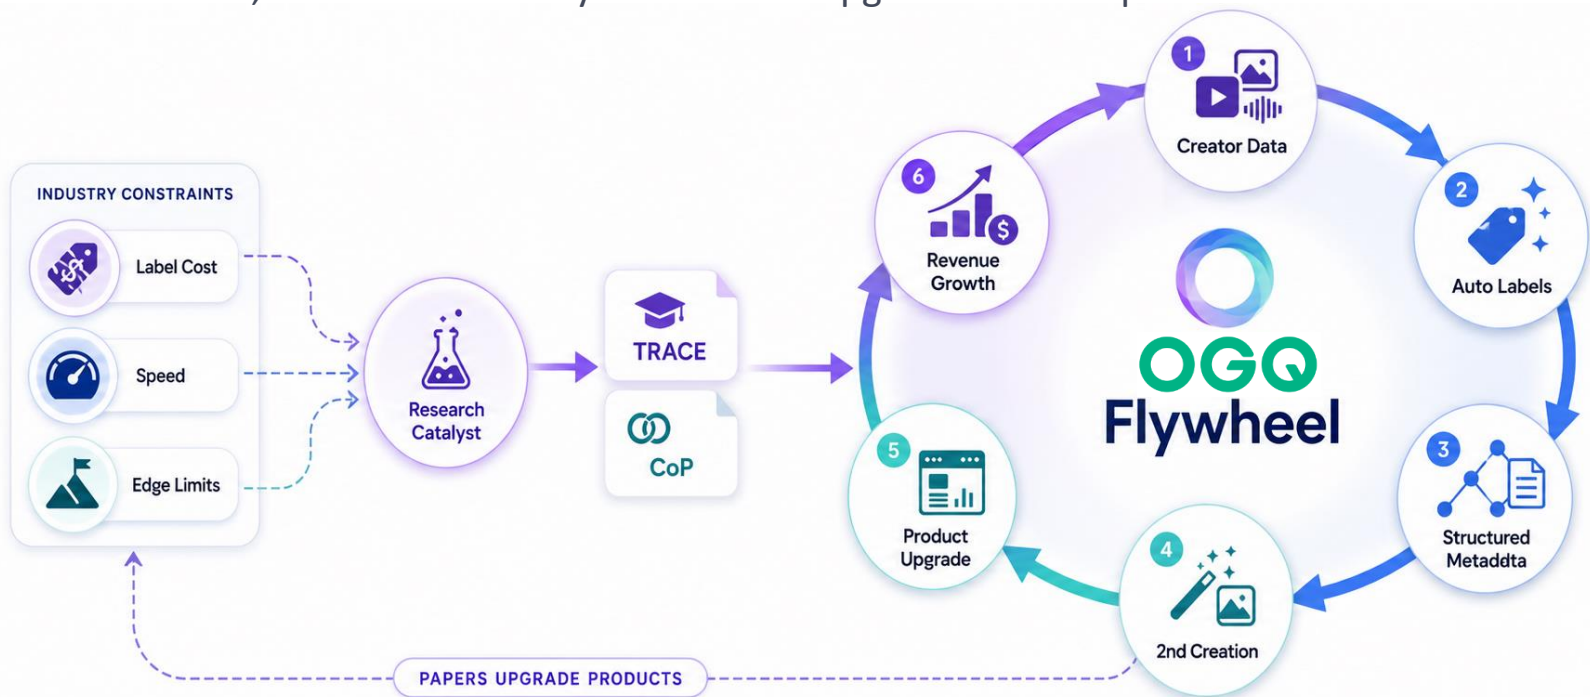 INDUSTRY CONSTRAINTS
Label Cost
Speed
Edge Limits
Research
Catalyst
TRACE
CoP
1
Creator Data
2
Auto Labels
3
Structured
Metaddta
4
2nd Creation
5
Product
Upgrade
6
$
Revenue
Growth
OGQ
Flywheel
PAPERS UPGRADE PRODUCTS